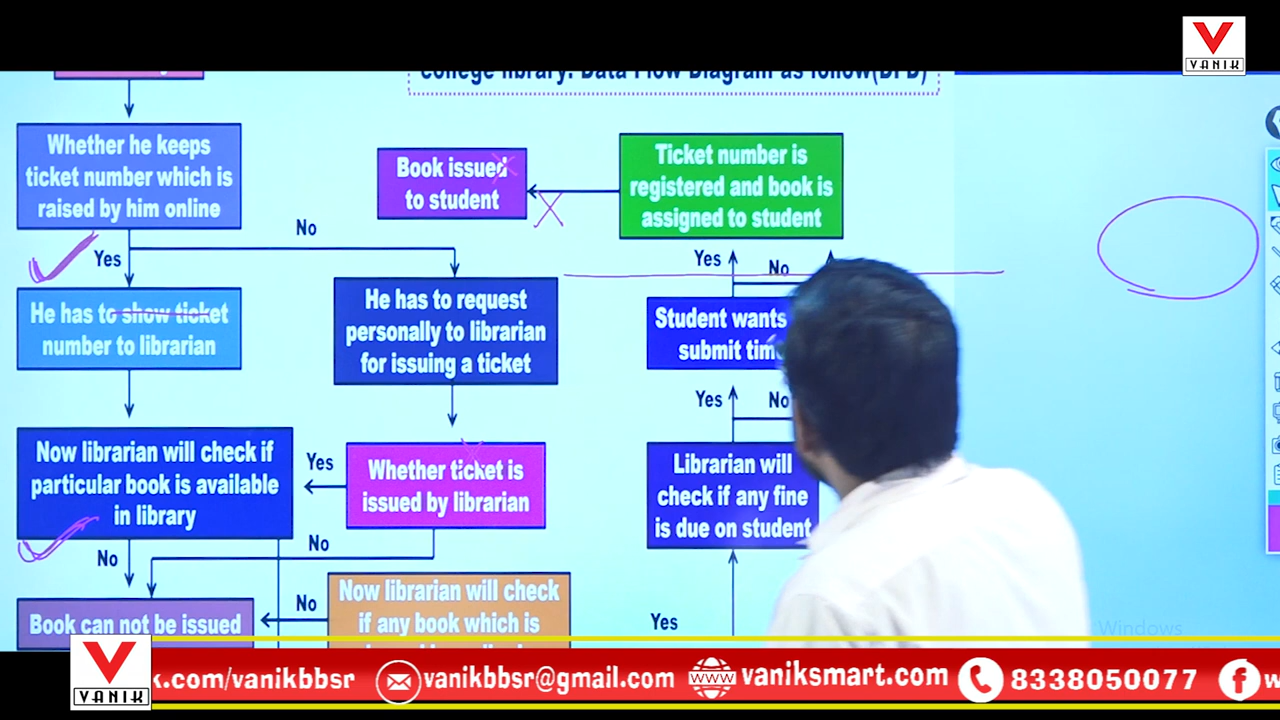 VANIK
college library. Data Flow Diagram as follow(DFD)
Whether he keeps
ticket number which is
raised by him online
Book issued
to student
Ticket number is
registered and book is
assigned to student
No
Yes
Yes
No
He has to show ticket
number to librarian
He has to request
personally to librarian
for issuing a ticket
Student wants
submit
Yes
No
Now librarian will check if
particular book is available
in library
Yes
Whether ticket is
issued by librarian
Librarian will
check if any fine
is due on student
No
No
Now librarian will check
if any book which is
No
Book can not be issued
Yes
Windows
VANIK
k.com/vanikbbsr
vanikbbsr@gmail.com
www
vaniksmart.com
8338050077
w